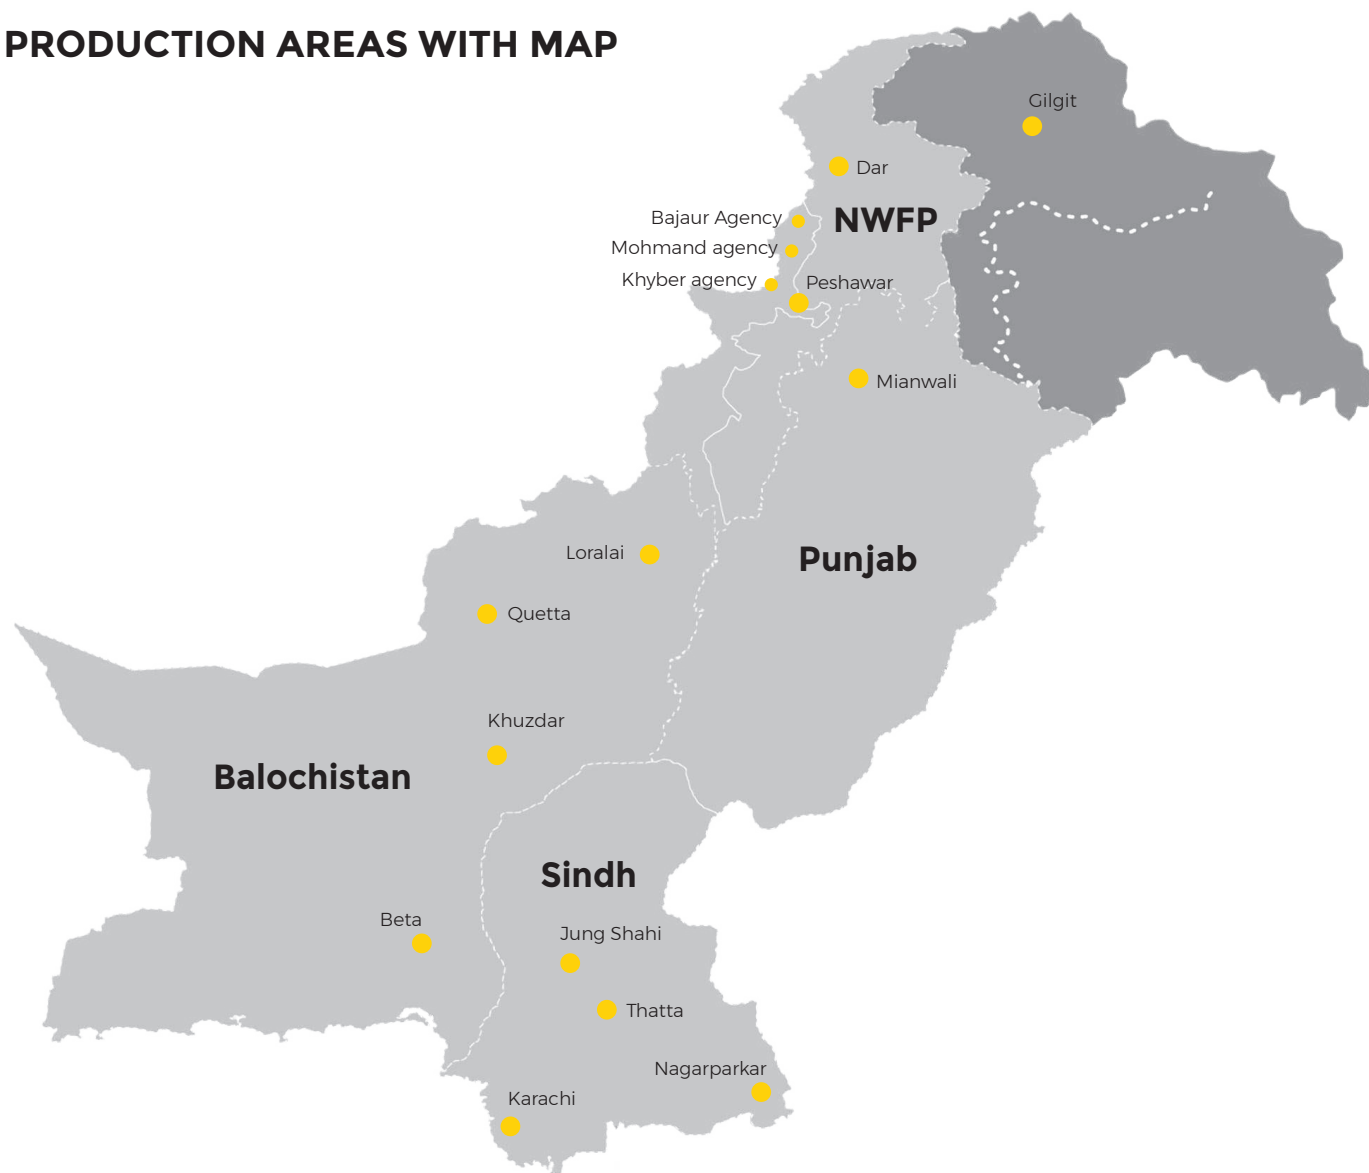 PRODUCTION AREAS WITH MAP
Gilgit
Dar
Bajaur Agency
NWFP
Mohmand agency
Khyber agency
Peshawar
Mianwali
Loralai
Punjab
Quetta
Khuzdar
Balochistan
Sindh
Beta
Jung Shahi
Thatta
Nagarparkar
Karachi